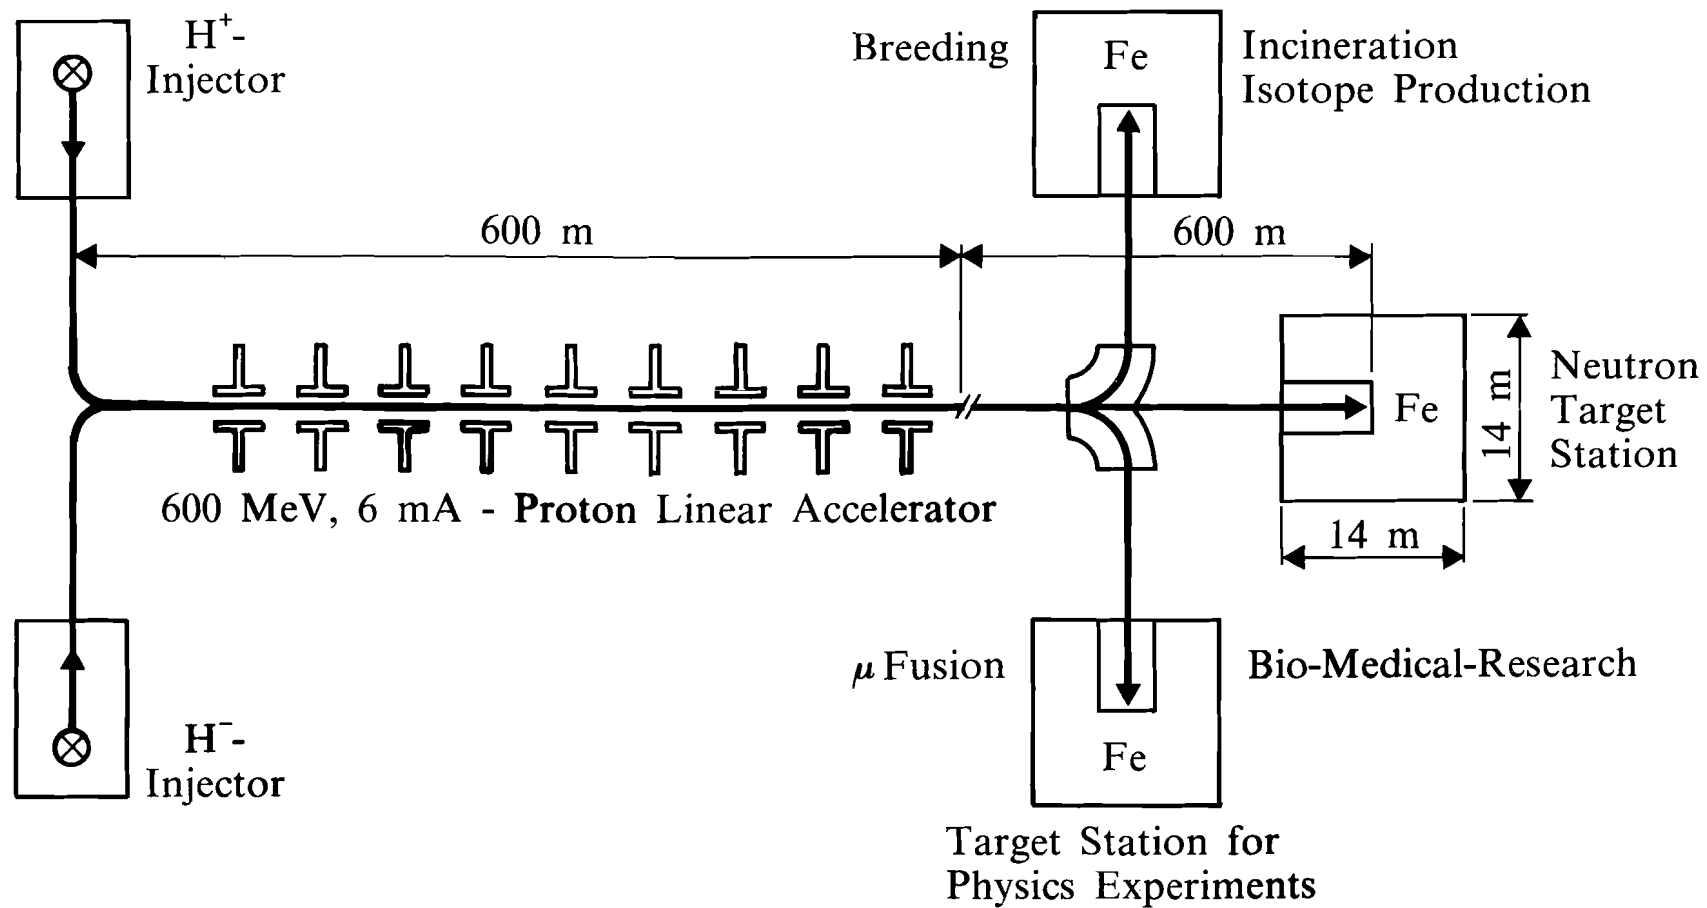 H⁺-
Injector
Breeding
Fe
Incineration
Isotope Production
600 m
600 m
Neutron
Target
Station
Fe
14 m
14 m
600 MeV, 6 mA - Proton Linear Accelerator
μ Fusion
Bio-Medical-Research
H⁻-
Injector
Fe
Target Station for
Physics Experiments